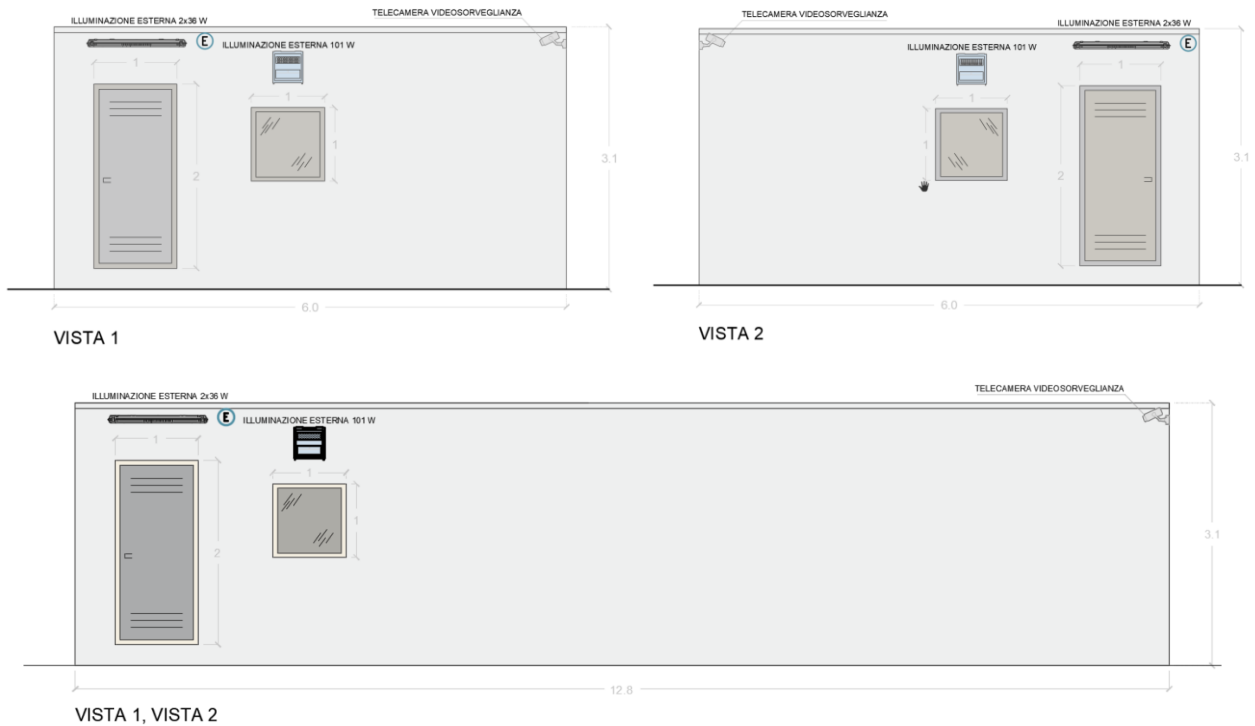 ILLUMINAZIONE ESTERNA 2x36 W
TELECAMERA VIDEOSORVEGLIANZA
E
ILLUMINAZIONE ESTERNA 101 W
1
1
1
2
3.1
6.0
VISTA 1
TELECAMERA VIDEOSORVEGLIANZA
ILLUMINAZIONE ESTERNA 2x36 W
ILLUMINAZIONE ESTERNA 101 W
E
1
1
1
2
3.1
6.0
VISTA 2
ILLUMINAZIONE ESTERNA 2x36 W
TELECAMERA VIDEOSORVEGLIANZA
E
ILLUMINAZIONE ESTERNA 101 W
1
1
1
2
3.1
12.8
VISTA 1, VISTA 2